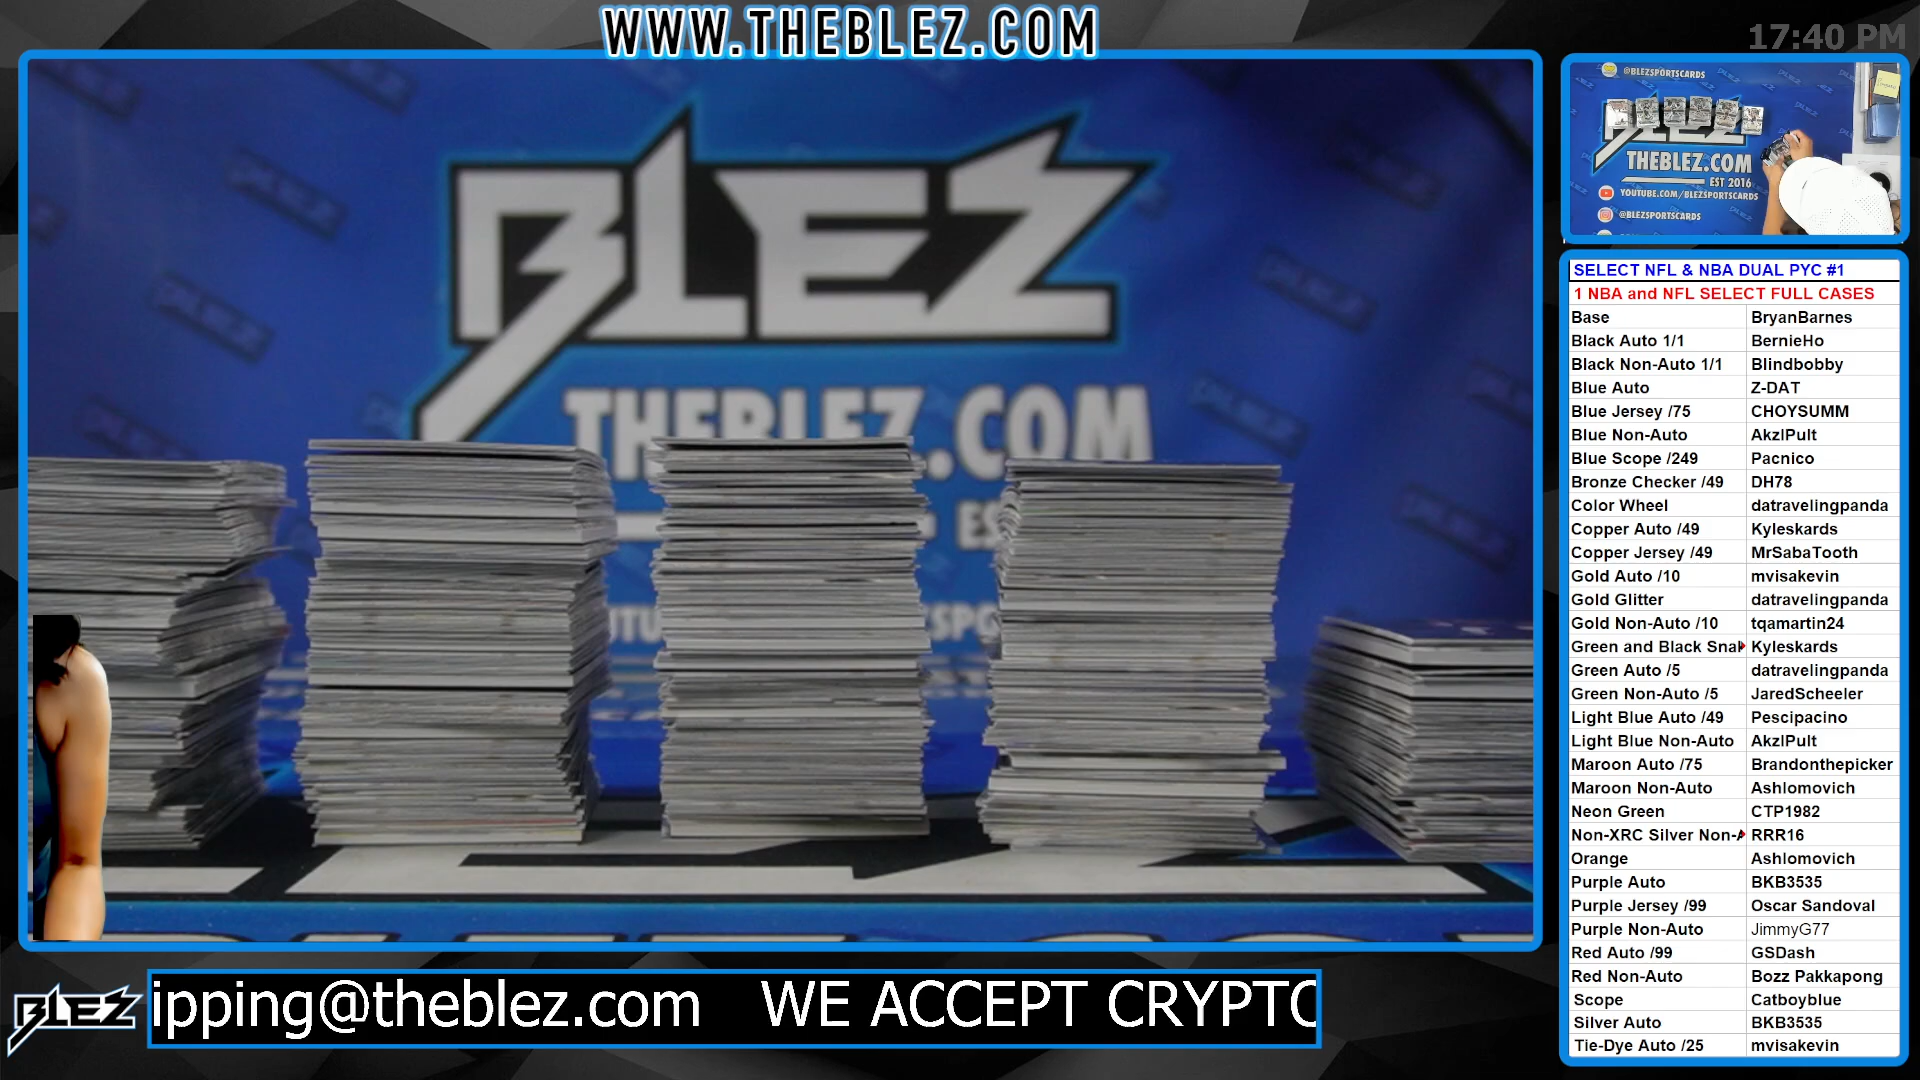 WWW.THEBLEZ.COM
17:40 PM
BLEZ
THEBLEZ.COM
@BLEZSPORTSCARDS
BLEZ
THEBLEZ.COM
EST 2016
YOUTUBE.COM/BLEZSPORTSCARDS
@BLEZSPORTSCARDS
SELECT NFL & NBA DUAL PYC #1
1 NBA and NFL SELECT FULL CASES
Base BryanBarnes
Black Auto 1/1 BernieHo
Black Non-Auto 1/1 Blindbobby
Blue Auto Z-DAT
Blue Jersey /75 CHOYSUMM
Blue Non-Auto AkzlPult
Blue Scope /249 Pacnico
Bronze Checker /49 DH78
Color Wheel datravelingpanda
Copper Auto /49 Kyleskards
Copper Jersey /49 MrSabaTooth
Gold Auto /10 mvisakevin
Gold Glitter datravelingpanda
Gold Non-Auto /10 tqamartin24
Green and Black Sna Kyleskards
Green Auto /5 datravelingpanda
Green Non-Auto /5 JaredScheeler
Light Blue Auto /49 Pescipacino
Light Blue Non-Auto AkzlPult
Maroon Auto /75 Brandonthepicker
Maroon Non-Auto Ashlomovich
Neon Green CTP1982
Non-XRC Silver Non-A RRR16
Orange Ashlomovich
Purple Auto BKB3535
Purple Jersey /99 Oscar Sandoval
Purple Non-Auto JimmyG77
Red Auto /99 GSDash
Red Non-Auto Bozz Pakkapong
Scope Catboyblue
Silver Auto BKB3535
Tie-Dye Auto /25 mvisakevin
BLEZ
ipping@theblez.com WE ACCEPT CRYPTO